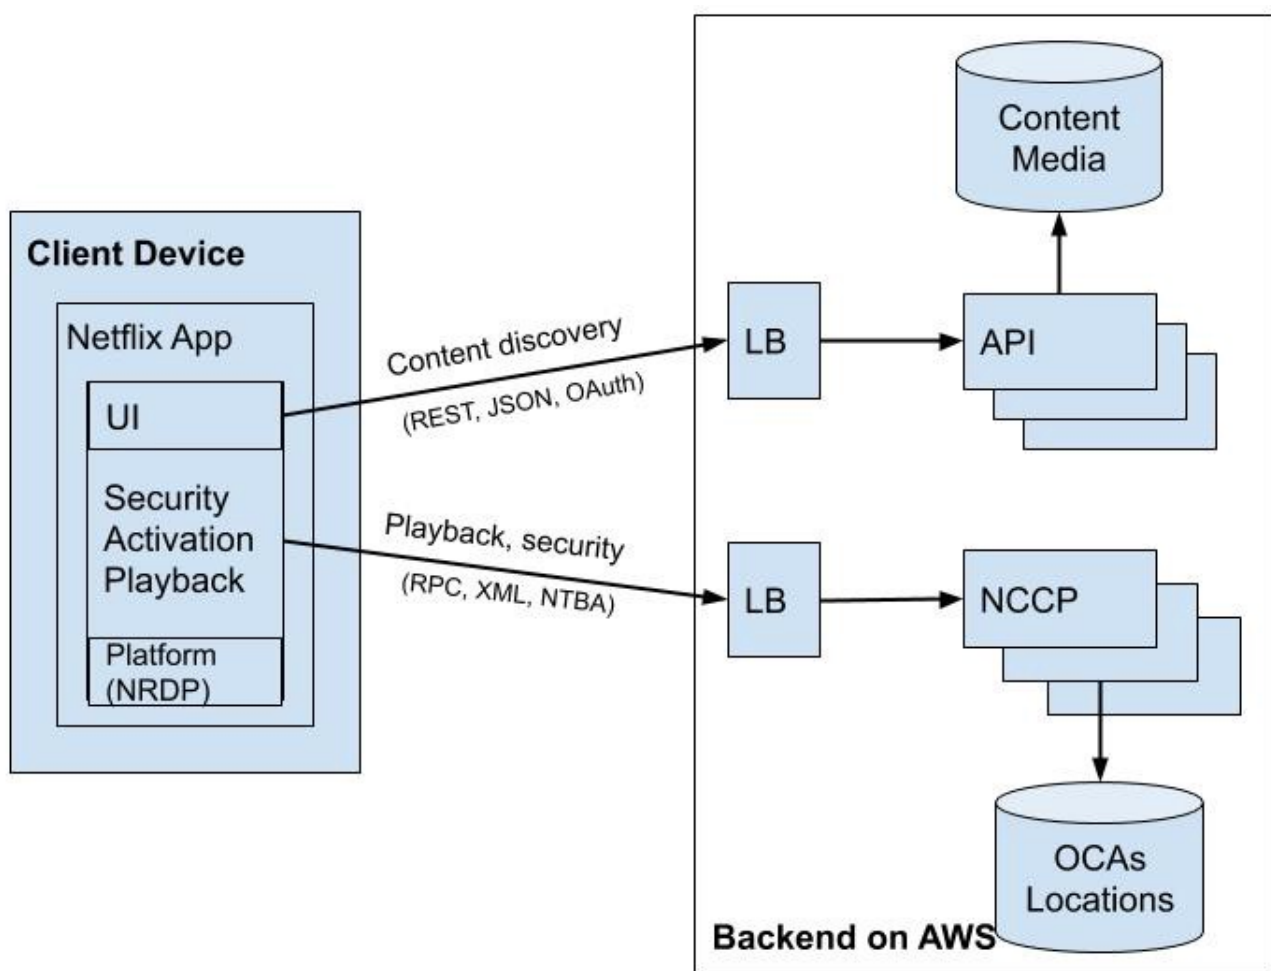 Client Device
Netflix App
UI
Security
Activation
Playback
Platform
(NRDP)
Content discovery
(REST, JSON, OAuth)
Playback, security
(RPC, XML, NTBA)
LB
API
Content
Media
LB
NCCP
OCAs
Locations
Backend on AWS